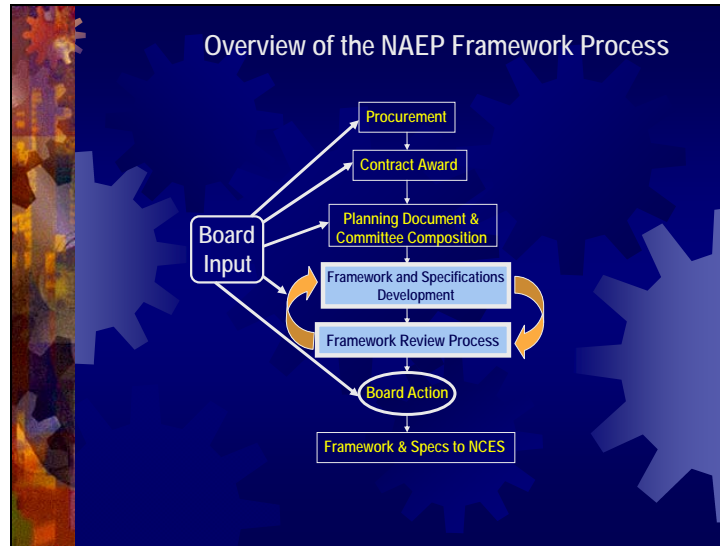 Overview of the NAEP Framework Process
Procurement
Contract Award
Planning Document &
Committee Composition
Board
Input
Framework and Specifications
Development
Framework Review Process
Board Action
Framework & Specs to NCES